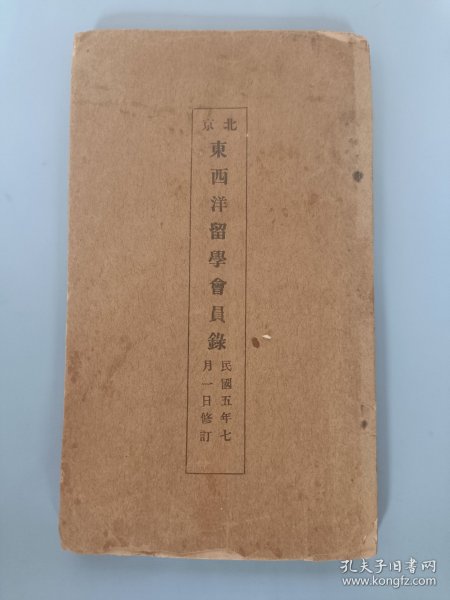 北京
東西洋留學會員錄
民國五年七
月一日修訂
孔夫子旧书网
www.kongfz.com